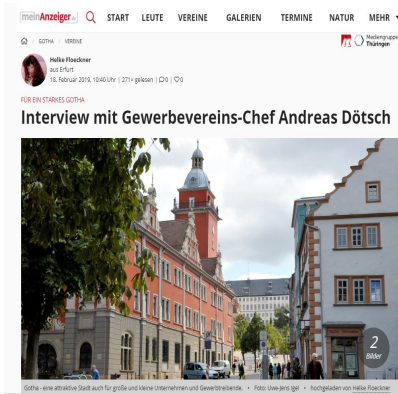 meinAnzeiger.de START LEUTE VEREINE GALERIEN TERMINE NATUR MEHR
/ GOTHA / VEREINE
Mediengruppe
Thüringen
Heike Floeckner
aus Erfurt
18. Februar 2019, 10:40 Uhr | 271× gelesen | 0 | 0
FÜR EIN STARKES GOTHA
Interview mit Gewerbevereins-Chef Andreas Dötsch
2
Bilder
Gotha - eine attraktive Stadt auch für große und kleine Unternehmen und Gewerbtreibende. • Foto: Uwe-Jens Igel • hochgeladen von Heike Floeckner